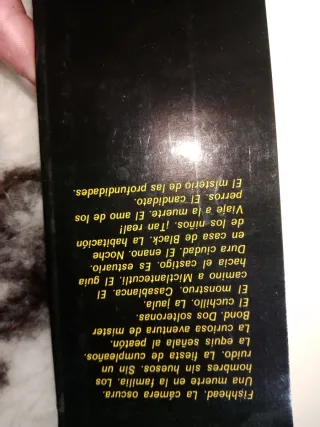 Fishhead. La cámera oscura.
Una muerte en la familia. Los
hombres sin huesos. Sin un
ruido. La fiesta de cumpleaños.
La equis señala al peatón.
La curiosa aventura de míster
Bond. Dos solteronas.
El cuchillo. La jaula.
El monstruo. Casablanca. El
camino a Mictlantecutli. El guía
hacia el castigo. Es estuario.
Dura ciudad. El enano. Noche
en casa de Black. La habitación
de los niños. ¡Tan real!
Viaje a la muerte. El amo de los
perros. El candidato.
El misterio de las profundidades.